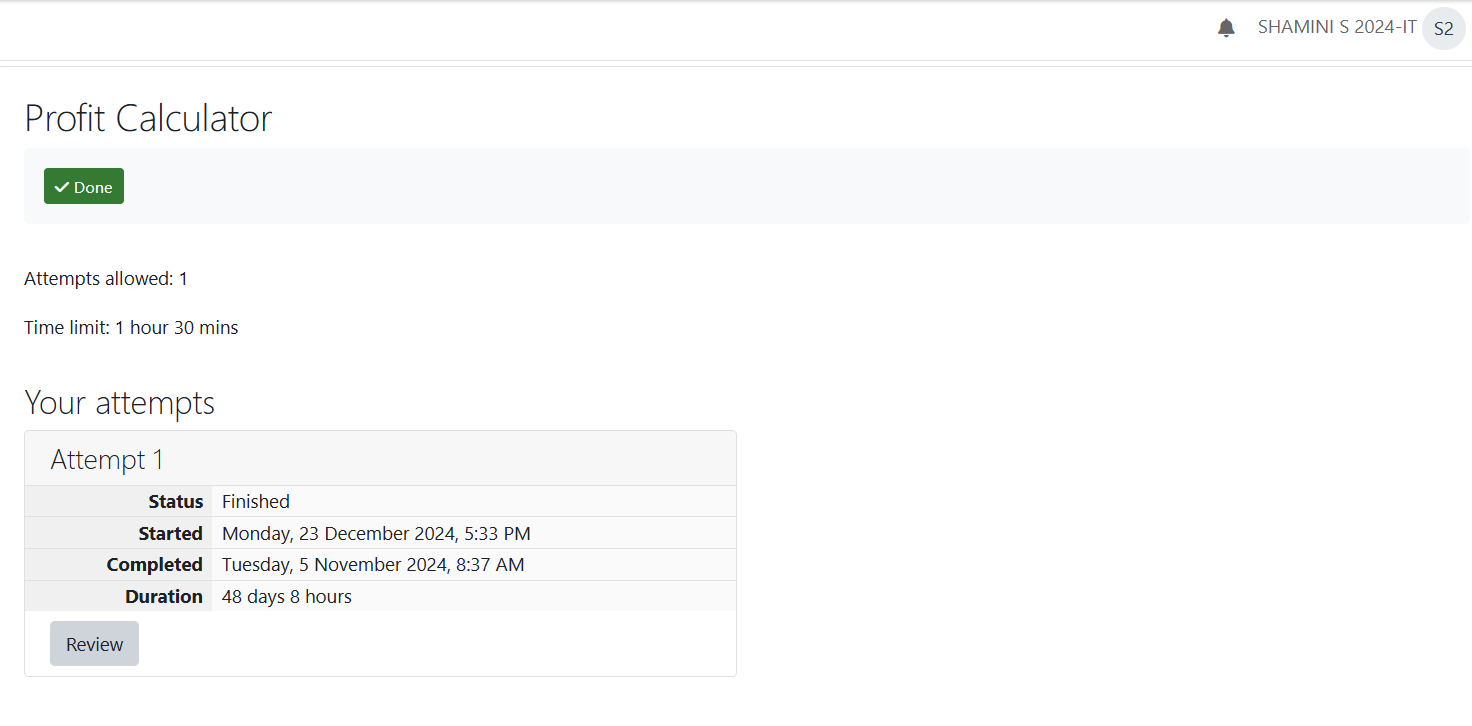 SHAMINI S 2024-IT S2
Profit Calculator
Done
Attempts allowed: 1
Time limit: 1 hour 30 mins
Your attempts
Attempt 1
Status Finished
Started Monday, 23 December 2024, 5:33 PM
Completed Tuesday, 5 November 2024, 8:37 AM
Duration 48 days 8 hours
Review